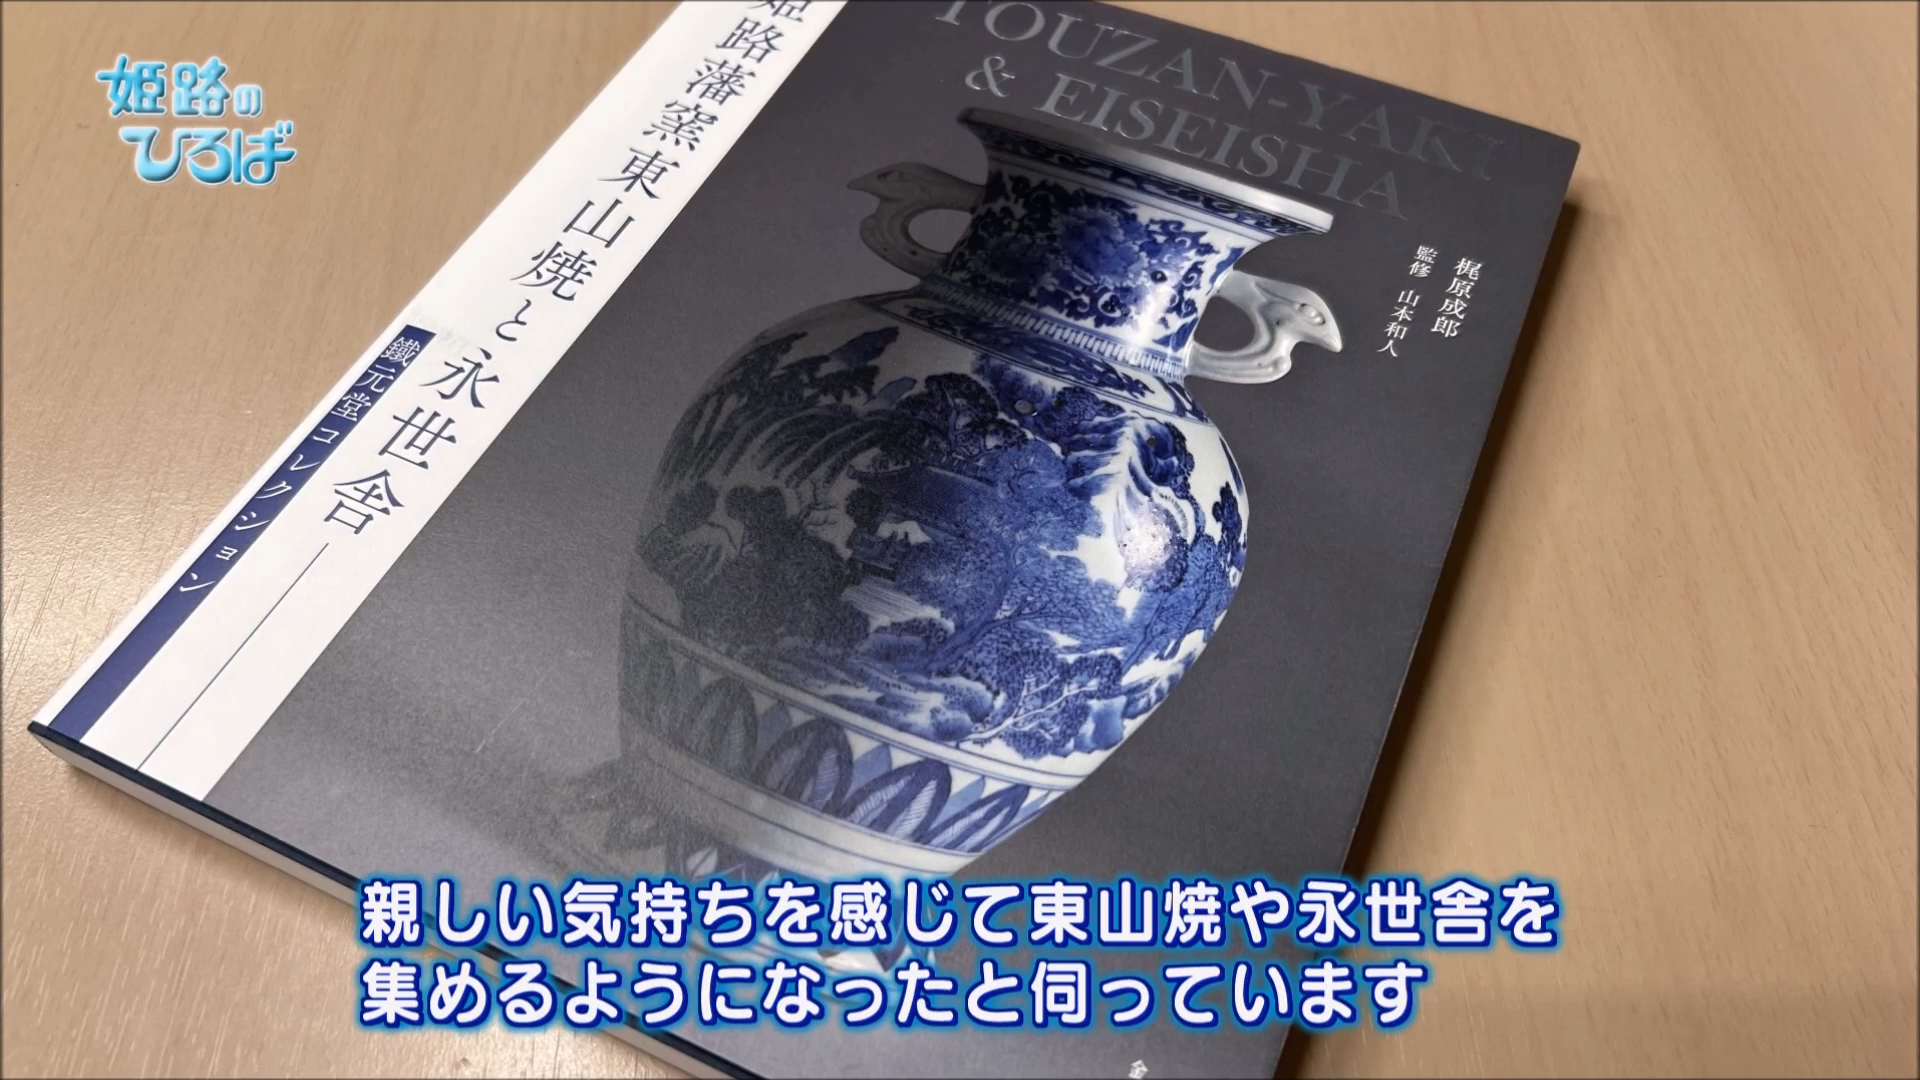 姫路の
ひろば
姫路藩窯東山焼と永世舎
鐵元堂コレクション
TOUZAN-YAKI
& EISEISHA
梶原成郎
監修 山本和人
親しい気持ちを感じて東山焼や永世舎を
集めるようになったと伺っています
金